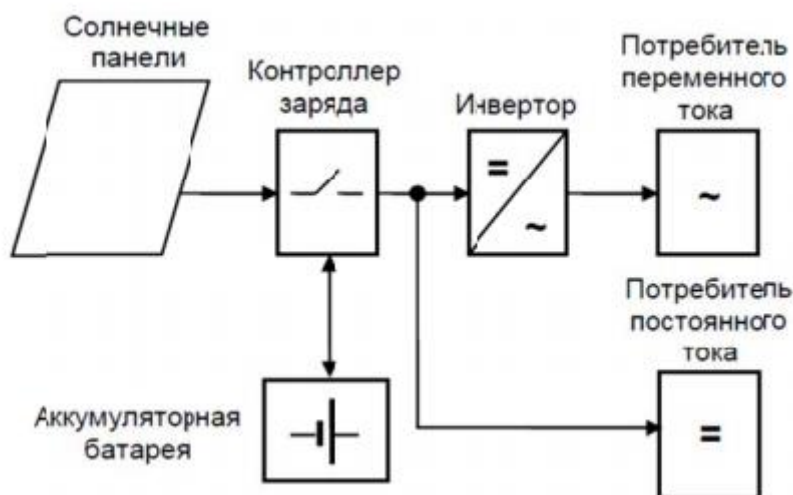 Солнечные
панели
Контроллер
заряда
Инвертор
Потребитель
переменного
тока
=
~
~
Потребитель
постоянного
тока
=
Аккумуляторная
батарея